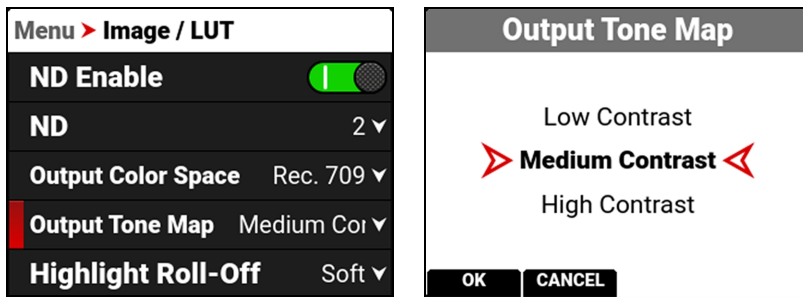 Menu > Image / LUT
ND Enable
ND 2
Output Color Space Rec. 709
Output Tone Map Medium Co
Highlight Roll-Off Soft
Output Tone Map
Low Contrast
Medium Contrast
High Contrast
OK CANCEL